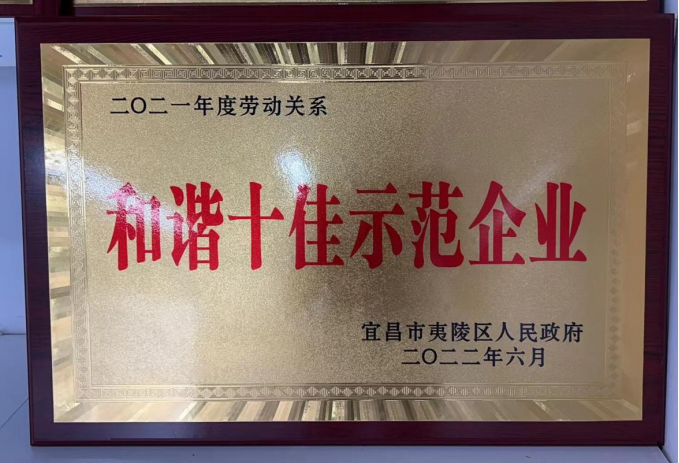 二〇二一年度劳动关系
和谐十佳示范企业
宜昌市夷陵区人民政府
二〇二二年六月